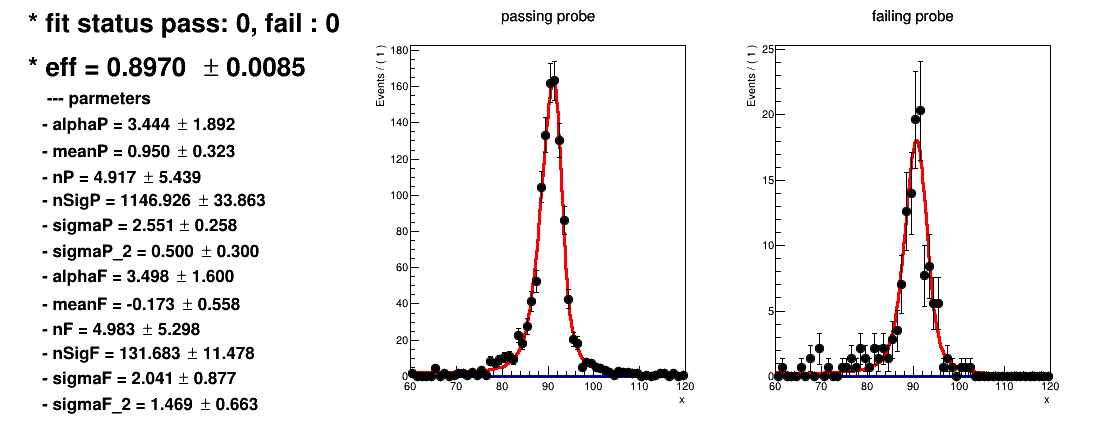 * fit status pass: 0, fail : 0
* eff = 0.8970 ± 0.0085
--- parmeters
- alphaP = 3.444 ± 1.892
- meanP = 0.950 ± 0.323
- nP = 4.917 ± 5.439
- nSigP = 1146.926 ± 33.863
- sigmaP = 2.551 ± 0.258
- sigmaP_2 = 0.500 ± 0.300
- alphaF = 3.498 ± 1.600
- meanF = -0.173 ± 0.558
- nF = 4.983 ± 5.298
- nSigF = 131.683 ± 11.478
- sigmaF = 2.041 ± 0.877
- sigmaF_2 = 1.469 ± 0.663
passing probe
Events / ( 1 )
180
160
140
120
100
80
60
40
20
0
60 70 80 90 100 110 120
x
failing probe
Events / ( 1 )
25
20
15
10
5
0
60 70 80 90 100 110 120
x